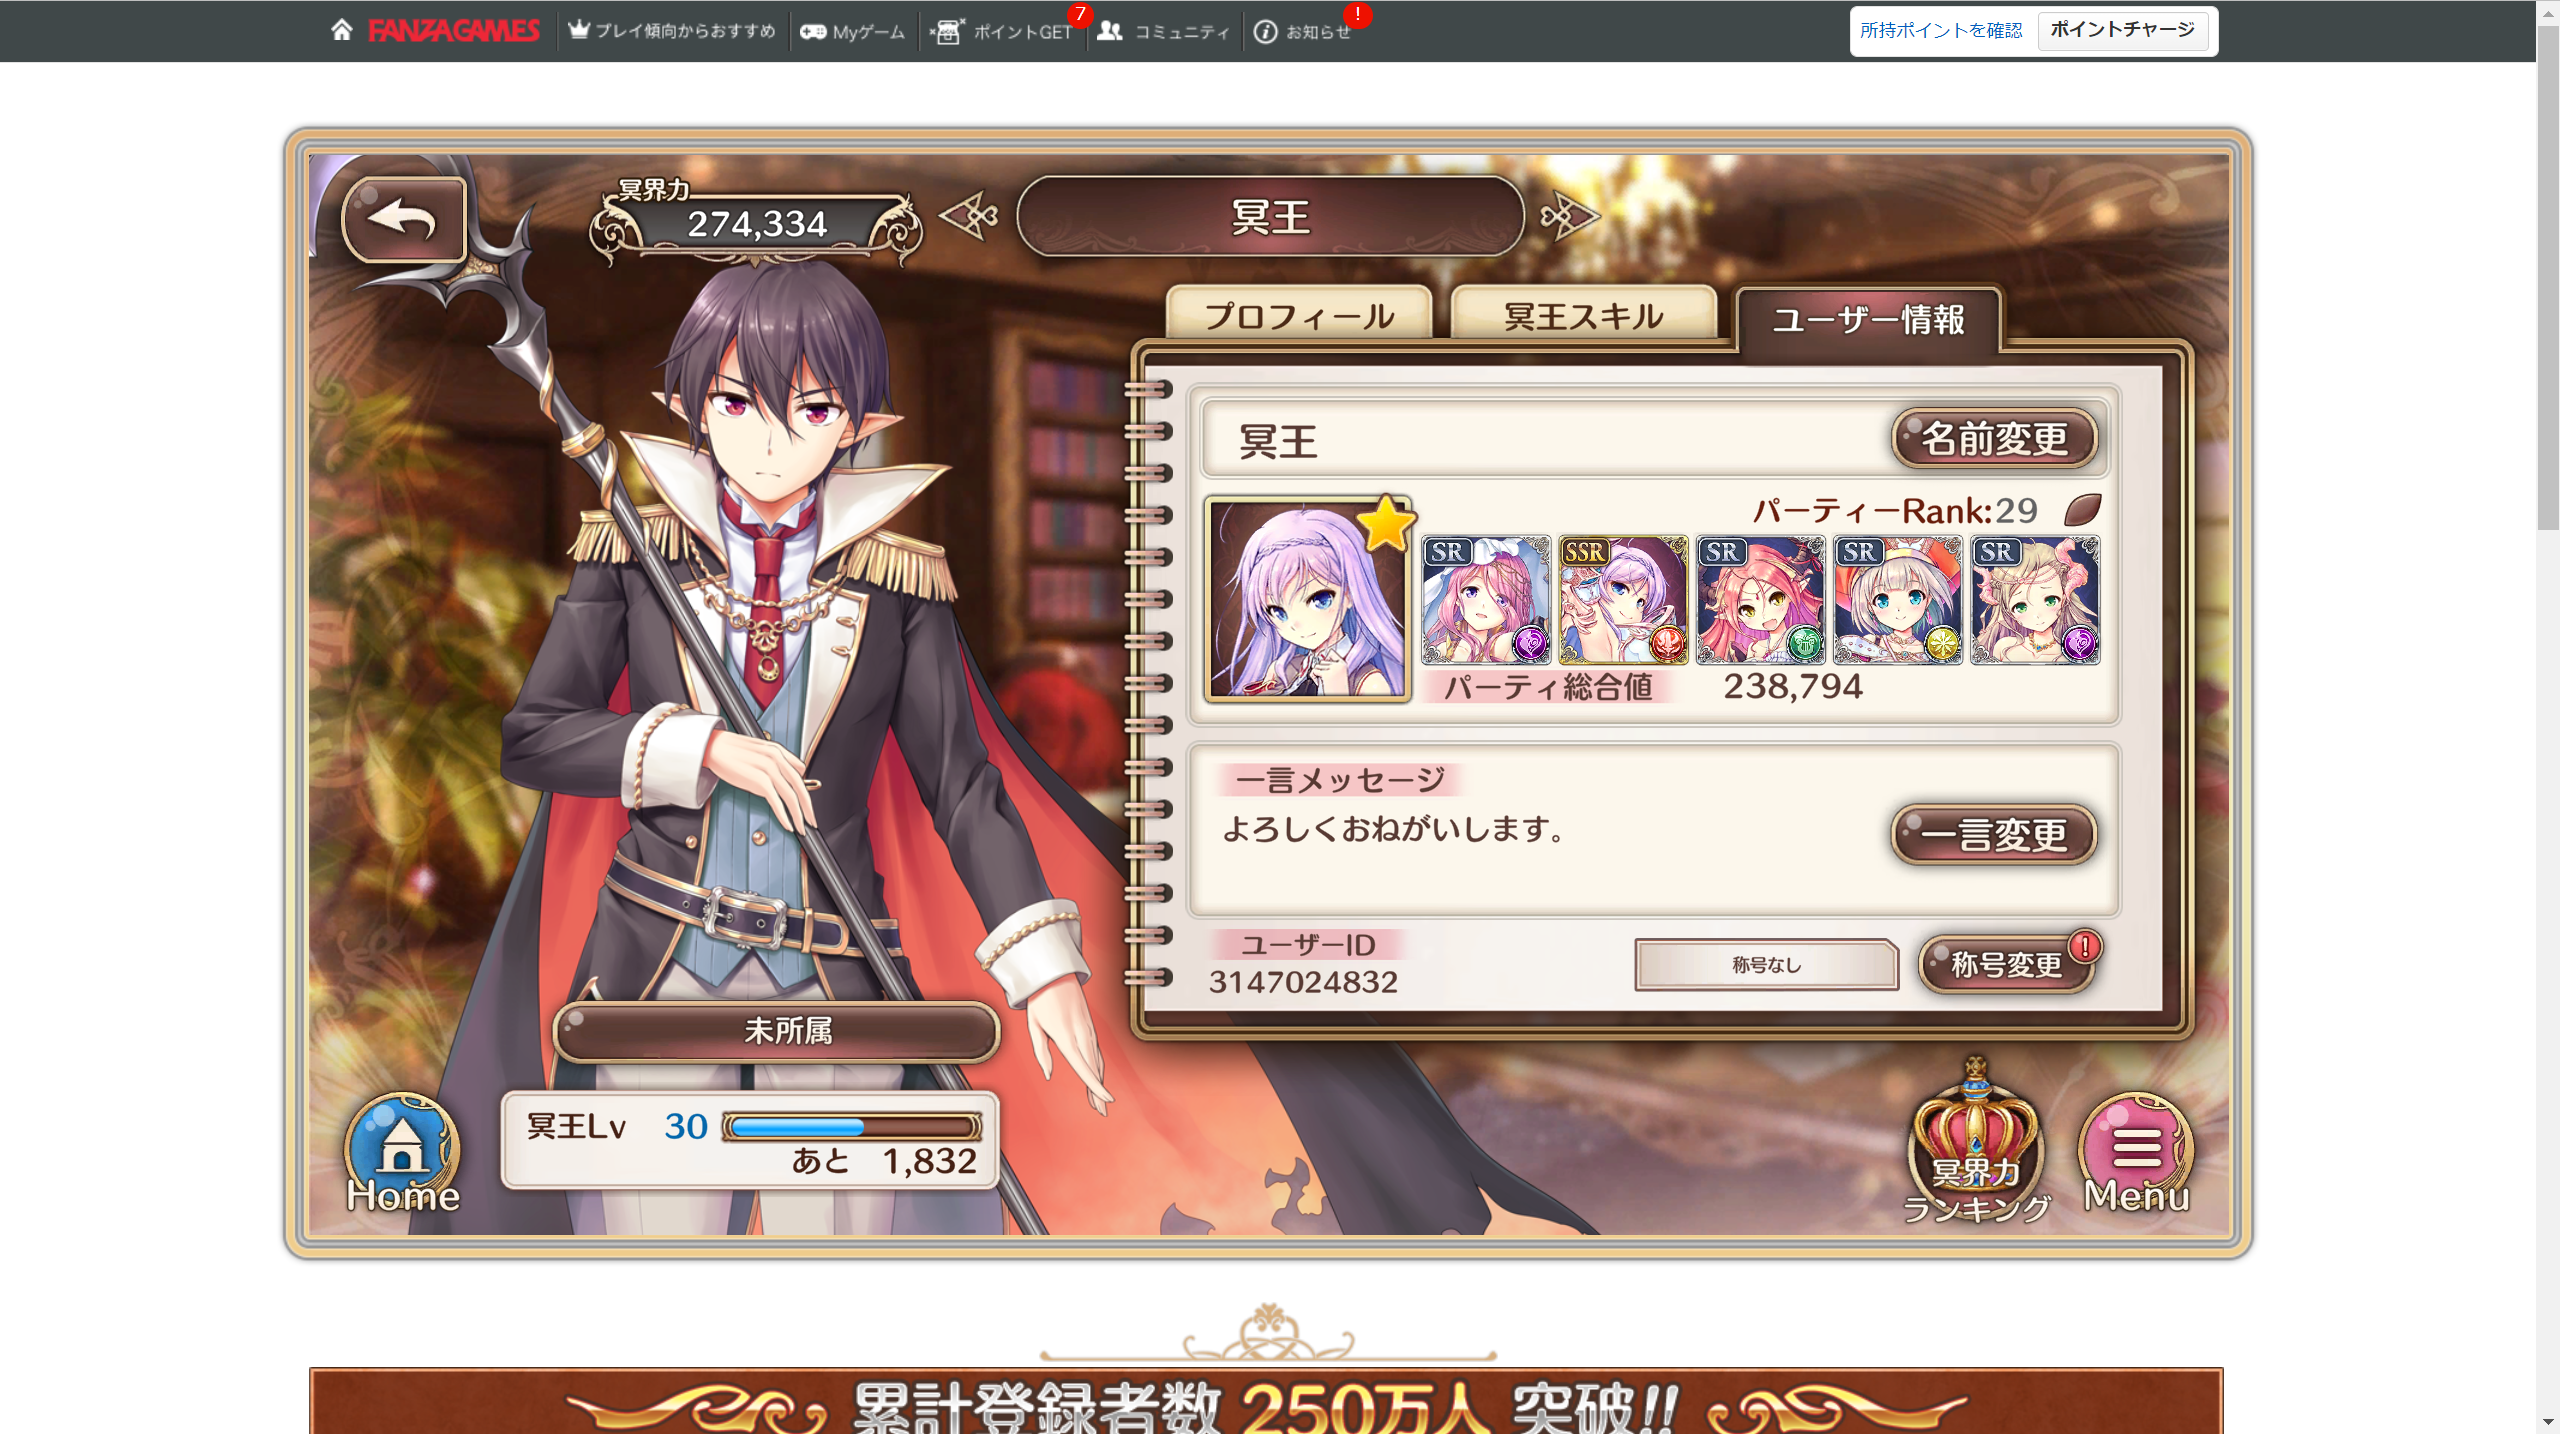 FANZA GAMES
プレイ傾向からおすすめ
Myゲーム
ポイントGET
7
コミュニティ
お知らせ
!
所持ポイントを確認
ポイントチャージ
冥界力
274,334
冥王
プロフィール
冥王スキル
ユーザー情報
冥王
名前変更
パーティーRank:29
SR
SSR
SR
SR
SR
パーティ総合値 238,794
一言メッセージ
よろしくおねがいします。
一言変更
ユーザーID
3147024832
称号なし
称号変更
!
未所属
冥王Lv 30
あと 1,832
Home
冥界力
ランキング
Menu
累計登録者数 250万人 突破!!